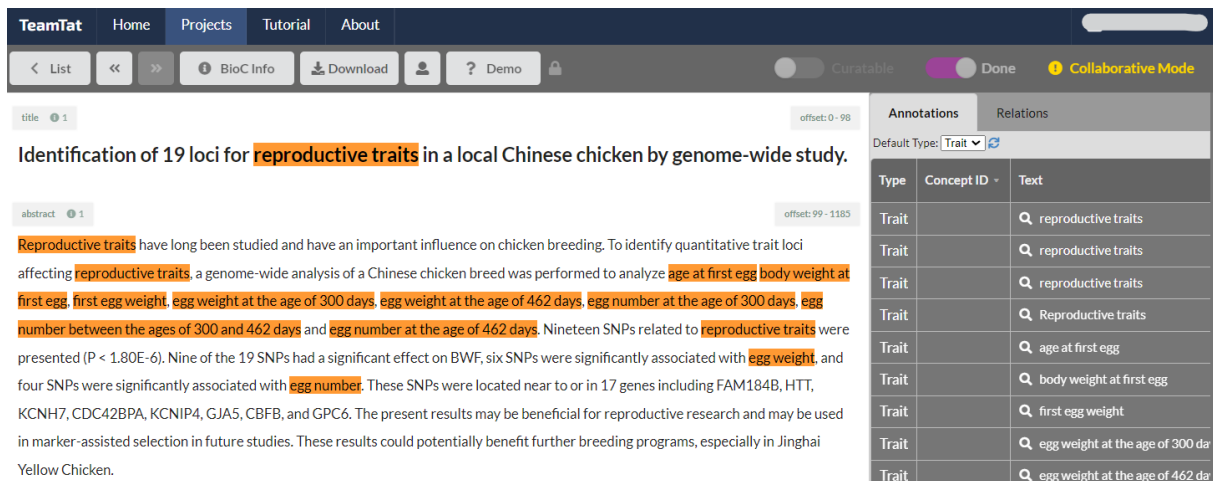 TeamTat Home Projects Tutorial About
List BioC Info Download ? Demo Curatable Done Collaborative Mode
title 1 offset: 0 - 98
Identification of 19 loci for reproductive traits in a local Chinese chicken by genome-wide study.
abstract 1 offset: 99 - 1185
Reproductive traits have long been studied and have an important influence on chicken breeding. To identify quantitative trait loci
affecting reproductive traits, a genome-wide analysis of a Chinese chicken breed was performed to analyze age at first egg body weight at
first egg, first egg weight, egg weight at the age of 300 days, egg weight at the age of 462 days, egg number at the age of 300 days, egg
number between the ages of 300 and 462 days and egg number at the age of 462 days. Nineteen SNPs related to reproductive traits were
presented (P < 1.80E-6). Nine of the 19 SNPs had a significant effect on BWF, six SNPs were significantly associated with egg weight, and
four SNPs were significantly associated with egg number. These SNPs were located near to or in 17 genes including FAM184B, HTT,
KCNH7, CDC42BPA, KCNIP4, GJA5, CBFB, and GPC6. The present results may be beneficial for reproductive research and may be used
in marker-assisted selection in future studies. These results could potentially benefit further breeding programs, especially in Jinghai
Yellow Chicken.
Annotations Relations
Default Type: Trait
Type Concept ID Text
Trait reproductive traits
Trait reproductive traits
Trait reproductive traits
Trait Reproductive traits
Trait age at first egg
Trait body weight at first egg
Trait first egg weight
Trait egg weight at the age of 300 da
Trait egg weight at the age of 462 da